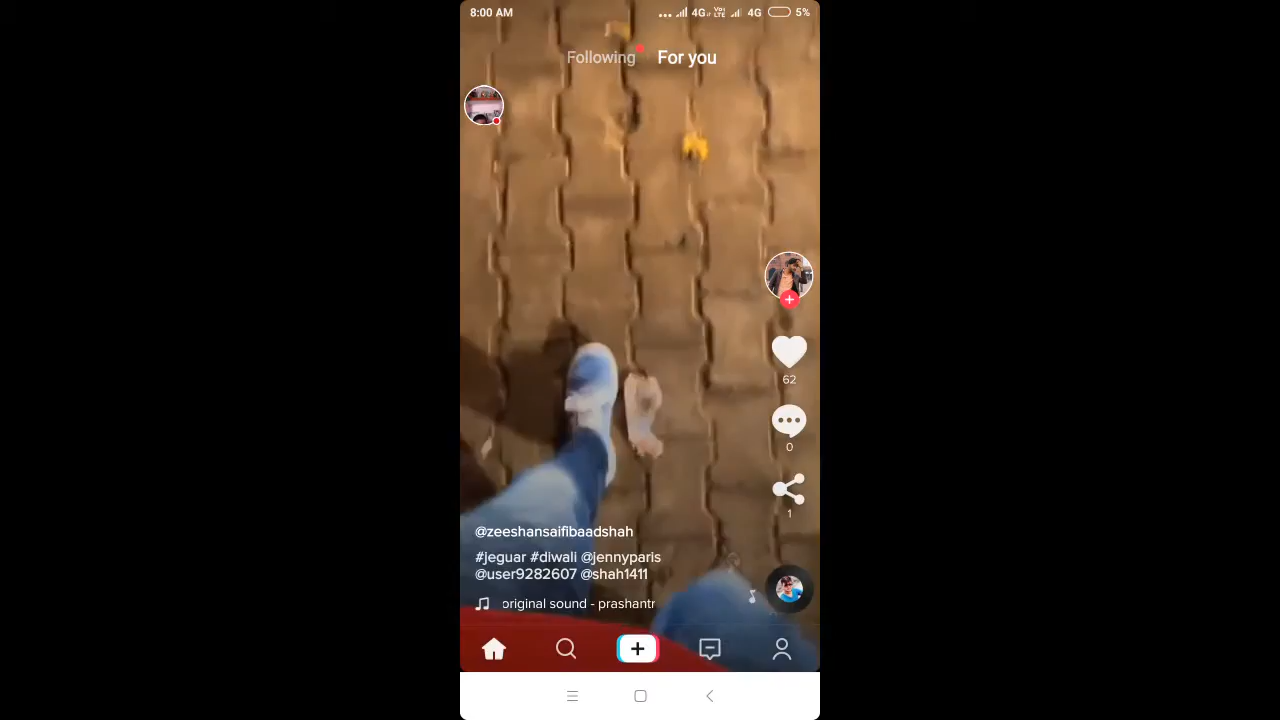 8:00 AM 4G VoLTE 4G 5%
Following For you
62
0
1
@zeeshansaifibaadshah
#jeguar #diwali @jennyparis
@user9282607 @shah1411
original sound - prashantr